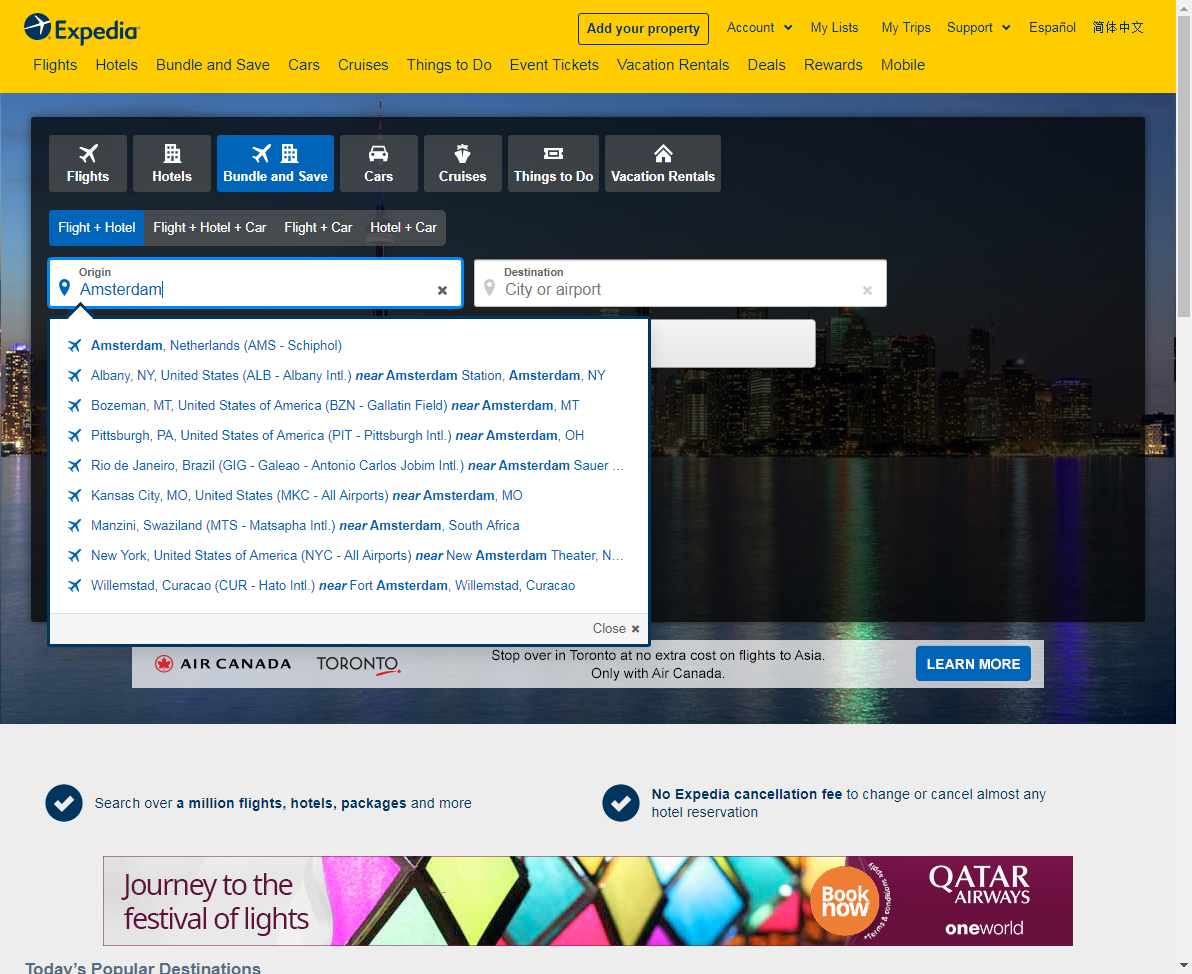 Expedia
Add your property
Account
My Lists
My Trips
Support
Español
简体中文
Flights
Hotels
Bundle and Save
Cars
Cruises
Things to Do
Event Tickets
Vacation Rentals
Deals
Rewards
Mobile
Flights
Hotels
Bundle and Save
Cars
Cruises
Things to Do
Vacation Rentals
Flight + Hotel
Flight + Hotel + Car
Flight + Car
Hotel + Car
Origin
Amsterdam
Destination
City or airport
Amsterdam, Netherlands (AMS - Schiphol)
Albany, NY, United States (ALB - Albany Intl.) near Amsterdam Station, Amsterdam, NY
Bozeman, MT, United States of America (BZN - Gallatin Field) near Amsterdam, MT
Pittsburgh, PA, United States of America (PIT - Pittsburgh Intl.) near Amsterdam, OH
Rio de Janeiro, Brazil (GIG - Galeao - Antonio Carlos Jobim Intl.) near Amsterdam Sauer ...
Kansas City, MO, United States (MKC - All Airports) near Amsterdam, MO
Manzini, Swaziland (MTS - Matsapha Intl.) near Amsterdam, South Africa
New York, United States of America (NYC - All Airports) near New Amsterdam Theater, N...
Willemstad, Curacao (CUR - Hato Intl.) near Fort Amsterdam, Willemstad, Curacao
Close
AIR CANADA
TORONTO
Stop over in Toronto at no extra cost on flights to Asia.
Only with Air Canada.
LEARN MORE
Search over a million flights, hotels, packages and more
No Expedia cancellation fee to change or cancel almost any
hotel reservation
Journey to the
festival of lights
Book
now
*Terms & conditions apply
QATAR
AIRWAYS
oneworld
Today's Popular Destinations